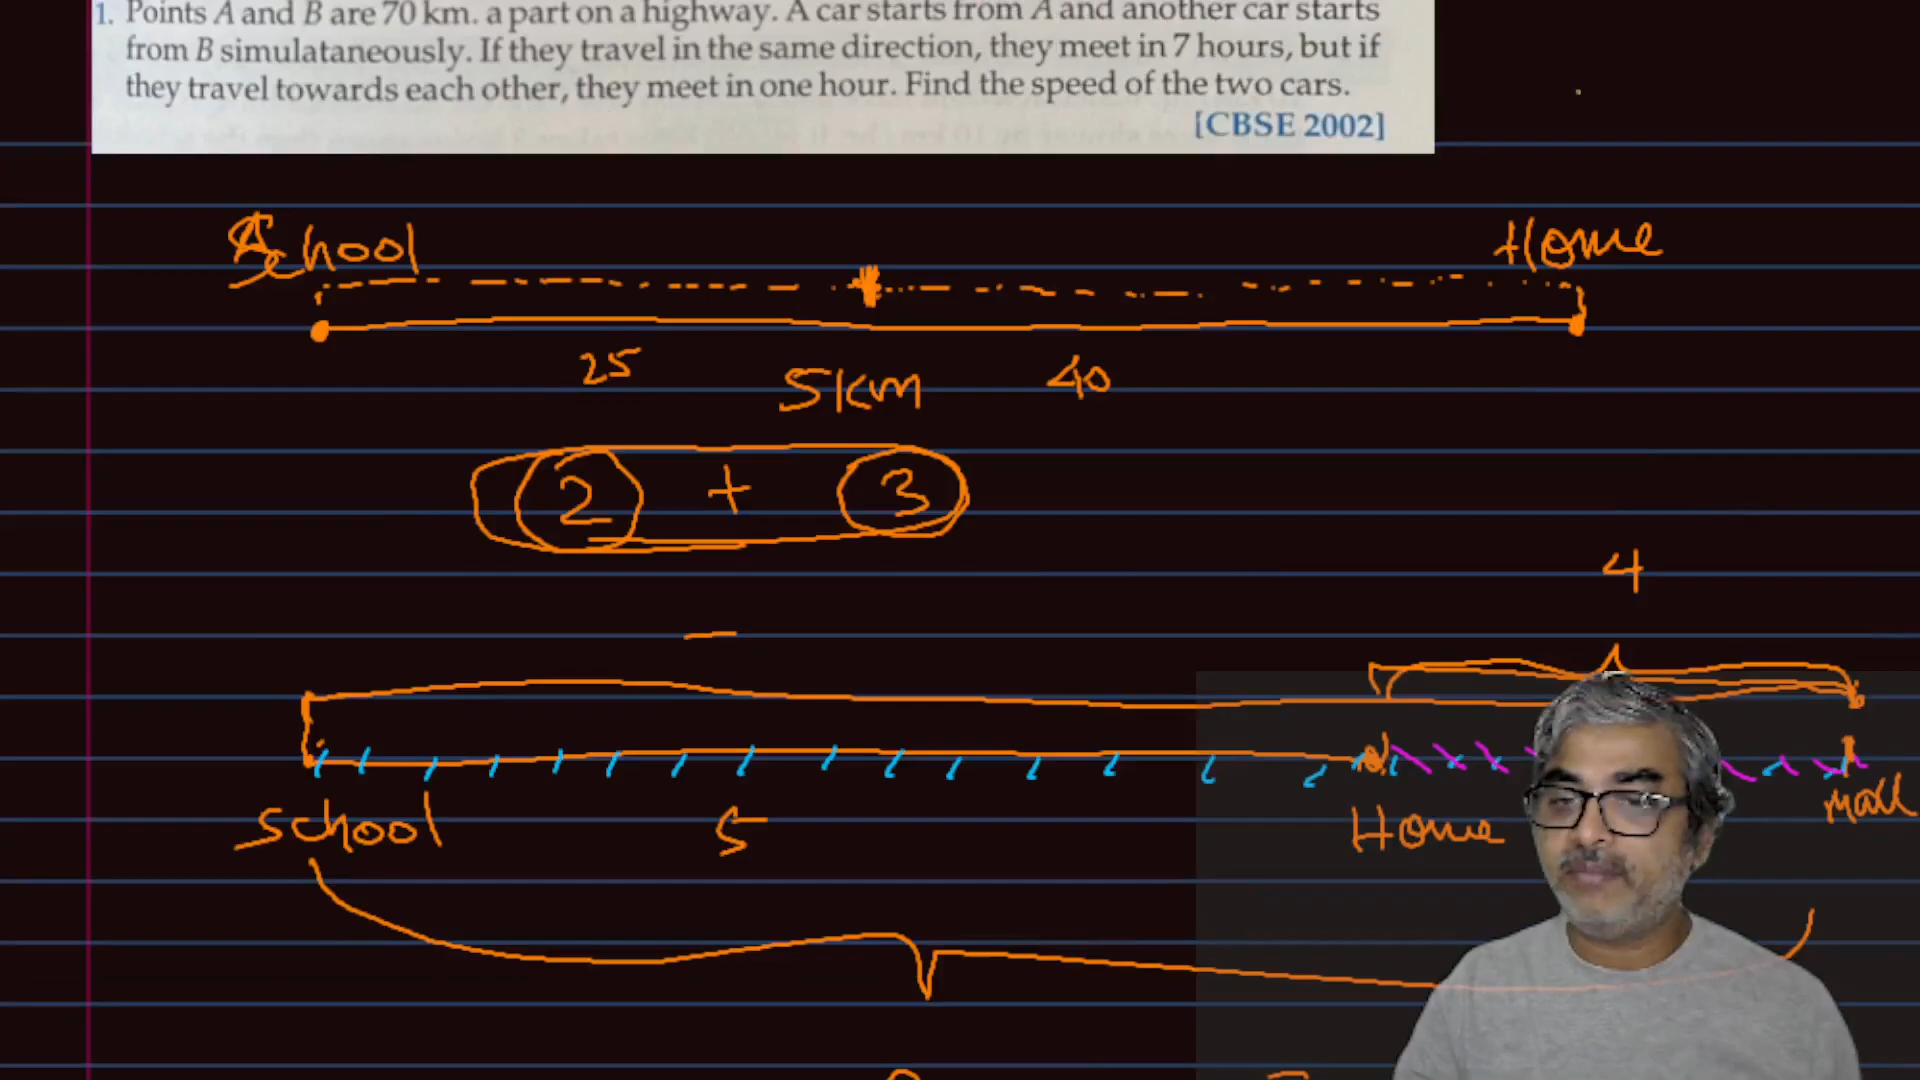 1. Points A and B are 70 km. a part on a highway. A car starts from A and another car starts
from B simulataneously. If they travel in the same direction, they meet in 7 hours, but if
they travel towards each other, they meet in one hour. Find the speed of the two cars.
[CBSE 2002]
School Home
25 5km 40
2 + 3
4
School 5 Home Mall